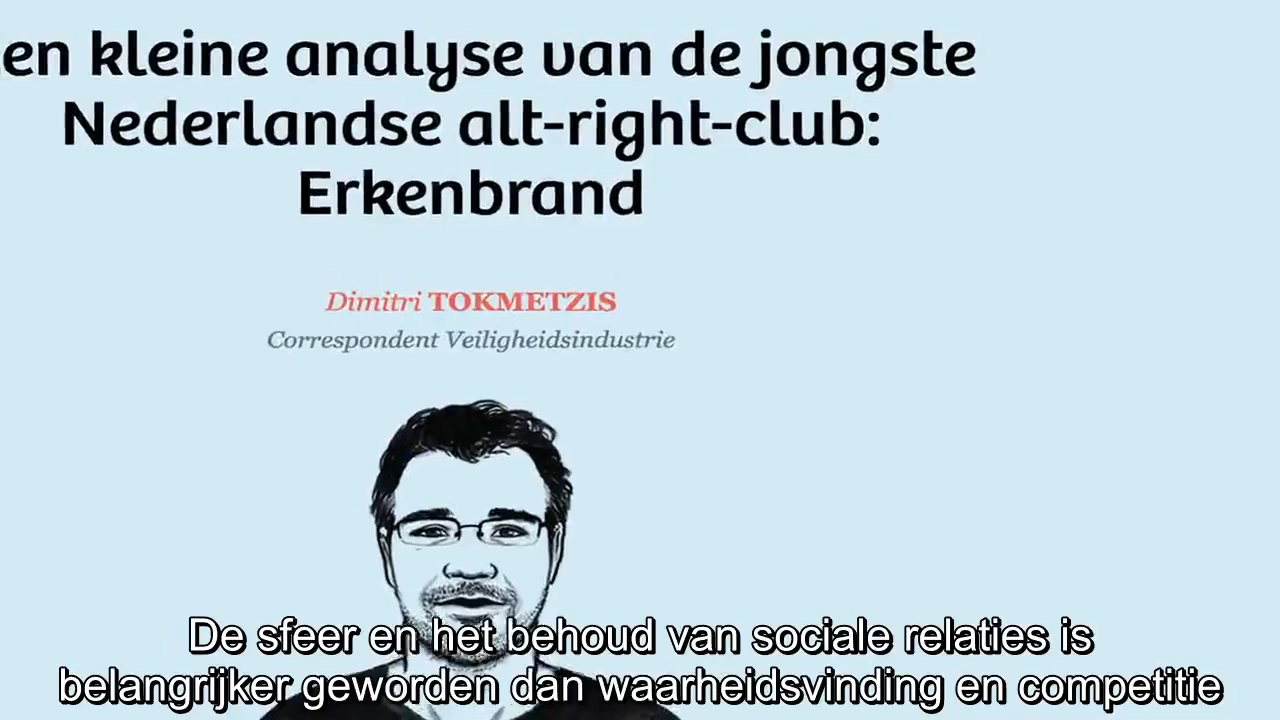 en kleine analyse van de jongste
Nederlandse alt-right-club:
Erkenbrand
Dimitri TOKMETZIS
Correspondent Veiligheidsindustrie
De sfeer en het behoud van sociale relaties is
belangrijker geworden dan waarheidsvinding en competitie